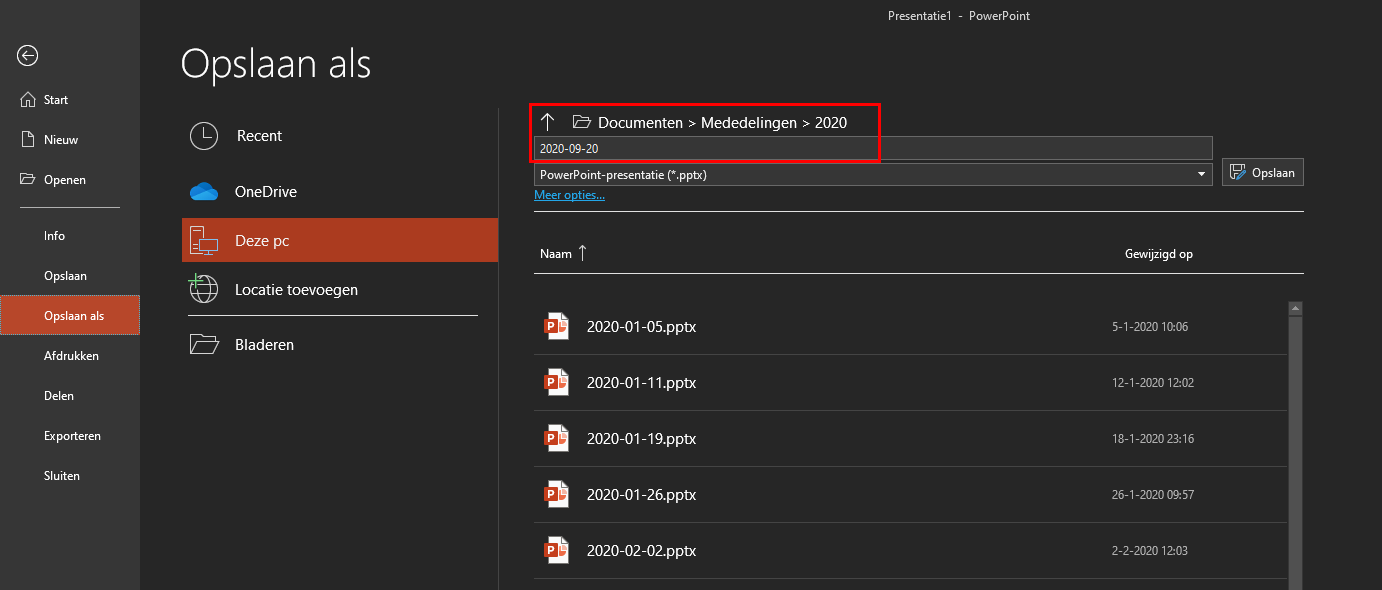 Presentatie1 - PowerPoint
Opslaan als
Start
Nieuw
Openen
Info
Opslaan
Opslaan als
Afdrukken
Delen
Exporteren
Sluiten
Recent
OneDrive
Deze pc
Locatie toevoegen
Bladeren
Documenten > Mededelingen > 2020
2020-09-20
PowerPoint-presentatie (*.pptx)
Opslaan
Meer opties...
Naam ↑ Gewijzigd op
2020-01-05.pptx 5-1-2020 10:06
2020-01-11.pptx 12-1-2020 12:02
2020-01-19.pptx 18-1-2020 23:16
2020-01-26.pptx 26-1-2020 09:57
2020-02-02.pptx 2-2-2020 12:03